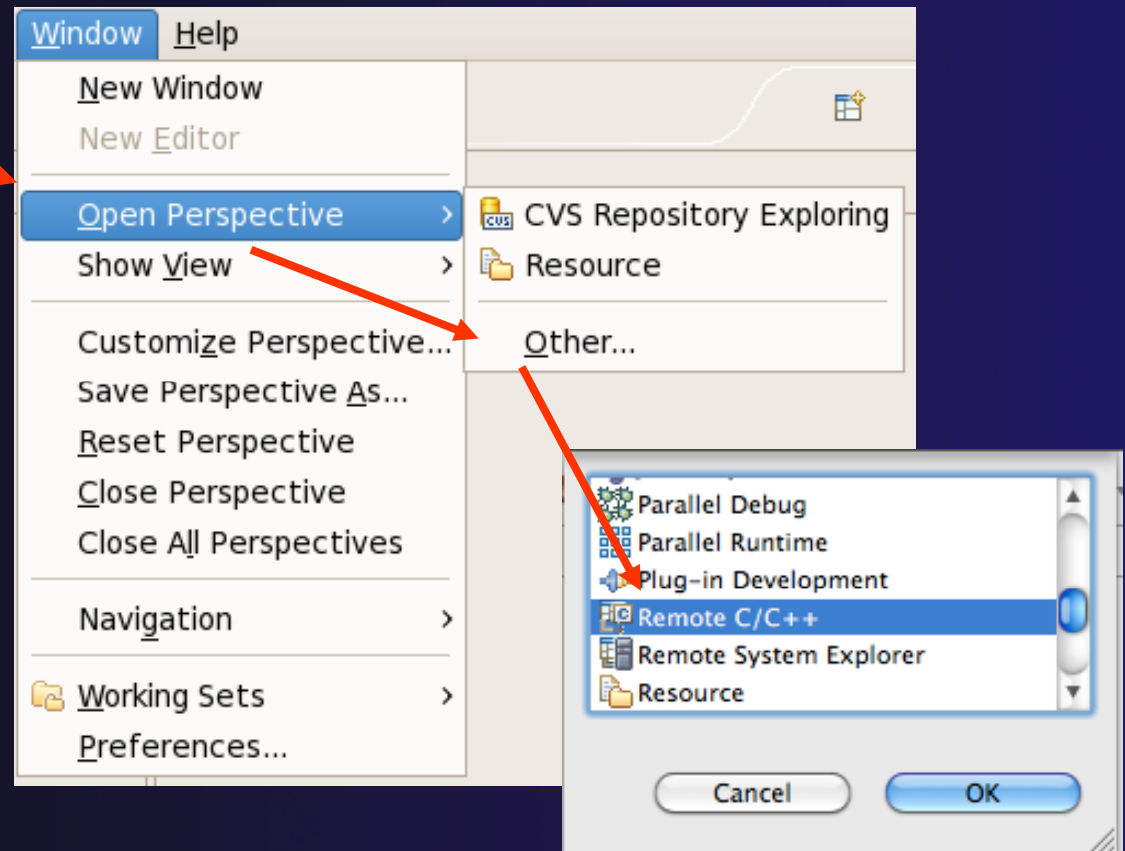 Window Help
New Window
New Editor
Open Perspective
Show View
Customize Perspective...
Save Perspective As...
Reset Perspective
Close Perspective
Close All Perspectives
Navigation
Working Sets
Preferences...
CVS CVS Repository Exploring
Resource
Other...
Parallel Debug
Parallel Runtime
Plug-in Development
C Remote C/C++
Remote System Explorer
Resource
Cancel OK